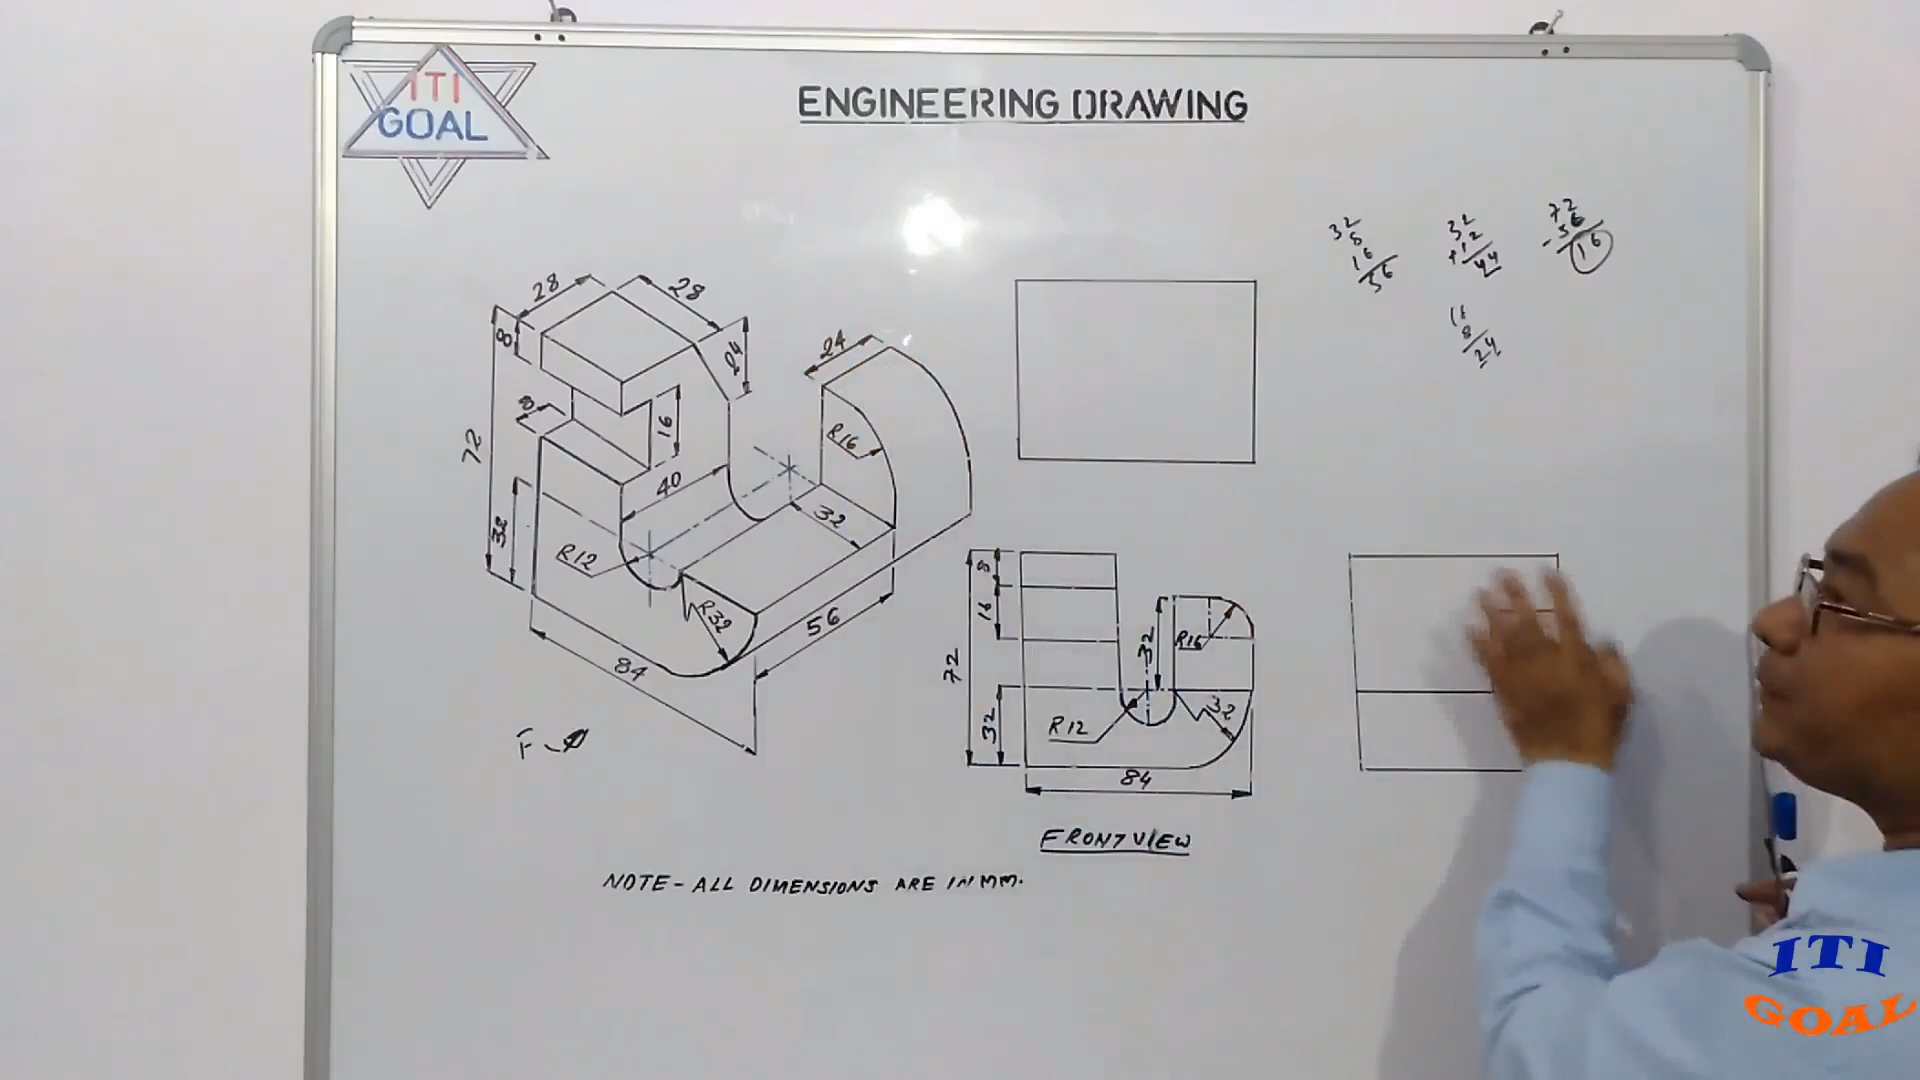 ITI
GOAL
ENGINEERING DRAWING
32
8
16
56
32
+12
44
72
-56
16
16
8
24
28
28
8
24
24
8
16
R16
72
40
32
32
R12
R32
56
84
F-
8
16
32
R16
72
32
R12
32
84
FRONT VIEW
NOTE - ALL DIMENSIONS ARE IN MM.
ITI
GOAL